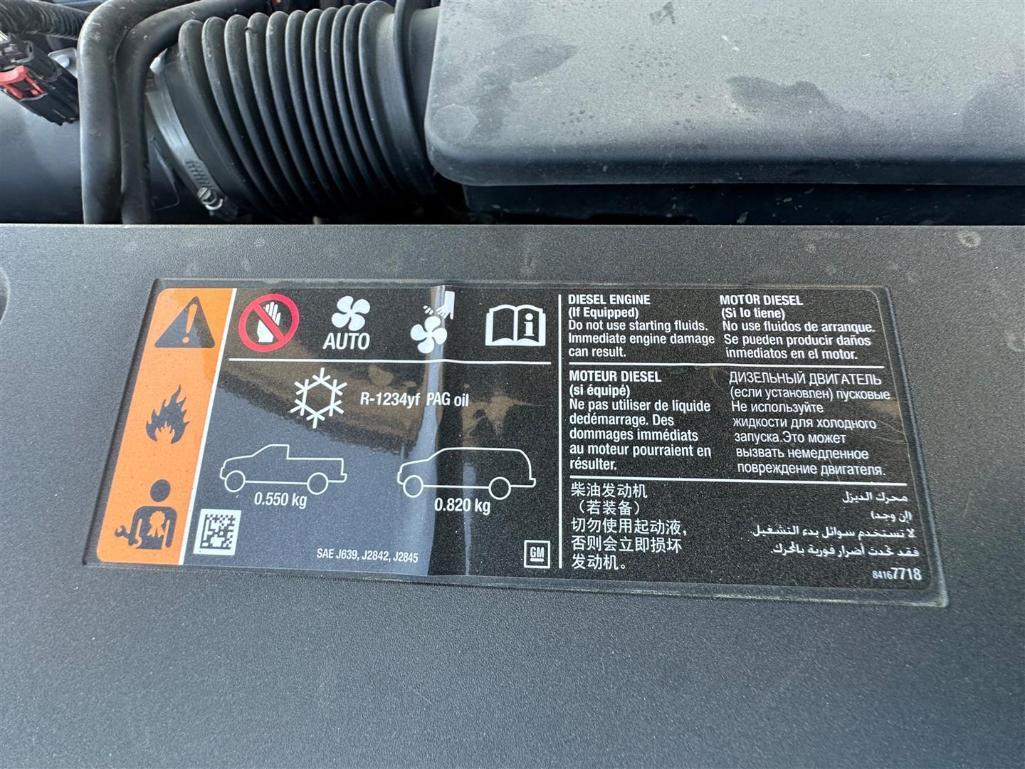 AUTO
R-1234yf PAG oil
0.550 kg
0.820 kg
SAE J639, J2842, J2845
GM
DIESEL ENGINE
(If Equipped)
Do not use starting fluids.
Immediate engine damage
can result.
MOTOR DIESEL
(Si lo tiene)
No use fluidos de arranque.
Se pueden producir daños
inmediatos en el motor.
MOTEUR DIESEL
(si équipé)
Ne pas utiliser de liquide
dedémarrage. Des
dommages immédiats
au moteur pourraient en
résulter.
ДИЗЕЛЬНЫЙ ДВИГАТЕЛЬ
(если установлен) пусковые
Не используйте
жидкости для холодного
запуска.Это может
вызвать немедленное
повреждение двигателя.
柴油发动机
（若装备）
切勿使用起动液，
否则会立即损坏
发动机。
محرك الديزل
(إن وجد)
لا تستخدم سوائل بدء التشغيل.
فقد تحدث أضرار فورية بالمحرك.
84167718